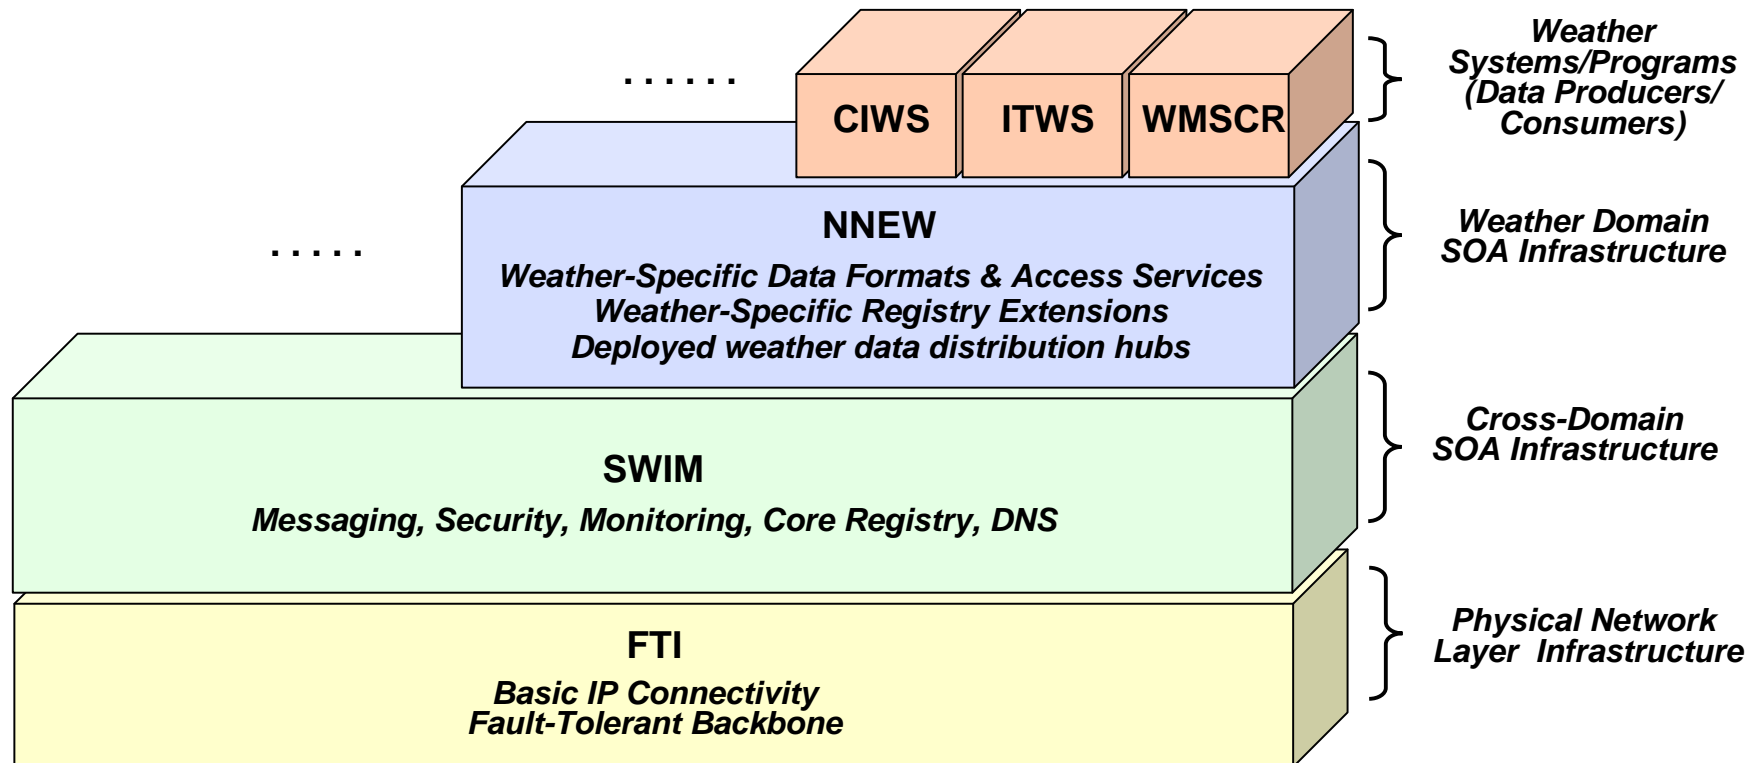 . . . . . .
CIWS
ITWS
WMSCR
Weather
Systems/Programs
(Data Producers/
Consumers)
. . . . .
NNEW
Weather-Specific Data Formats & Access Services
Weather-Specific Registry Extensions
Deployed weather data distribution hubs
Weather Domain
SOA Infrastructure
SWIM
Messaging, Security, Monitoring, Core Registry, DNS
Cross-Domain
SOA Infrastructure
FTI
Basic IP Connectivity
Fault-Tolerant Backbone
Physical Network
Layer Infrastructure